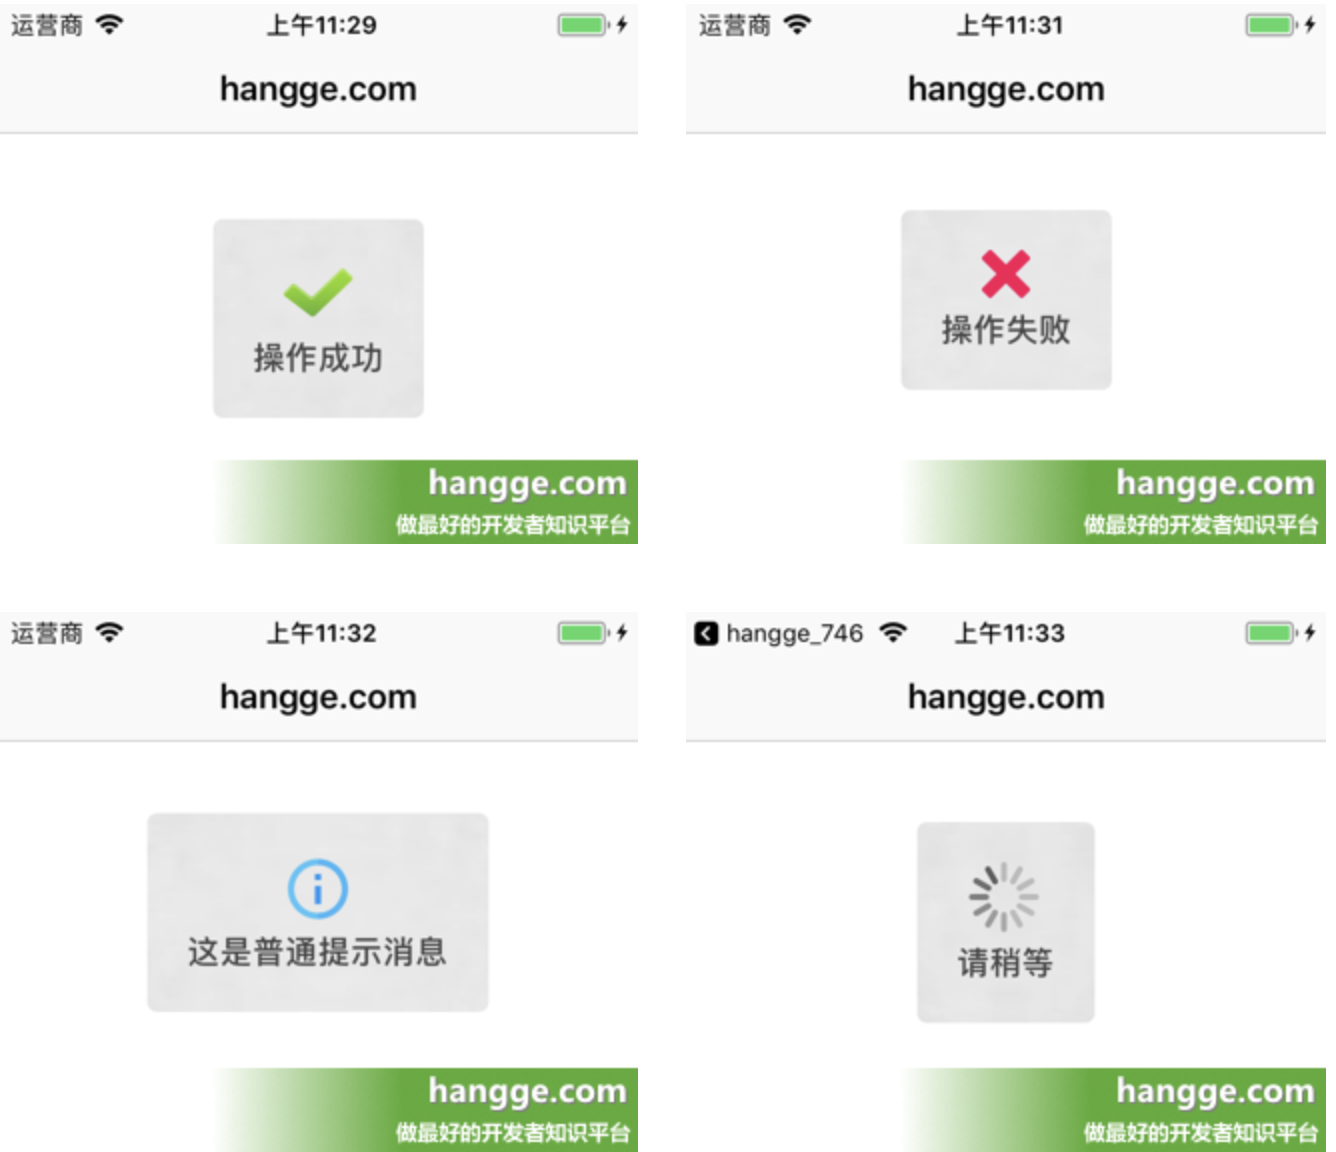 运营商 上午11:29
hangge.com
操作成功
hangge.com
做最好的开发者知识平台
运营商 上午11:31
hangge.com
操作失败
hangge.com
做最好的开发者知识平台
运营商 上午11:32
hangge.com
这是普通提示消息
hangge.com
做最好的开发者知识平台
hangge_746 上午11:33
hangge.com
请稍等
hangge.com
做最好的开发者知识平台